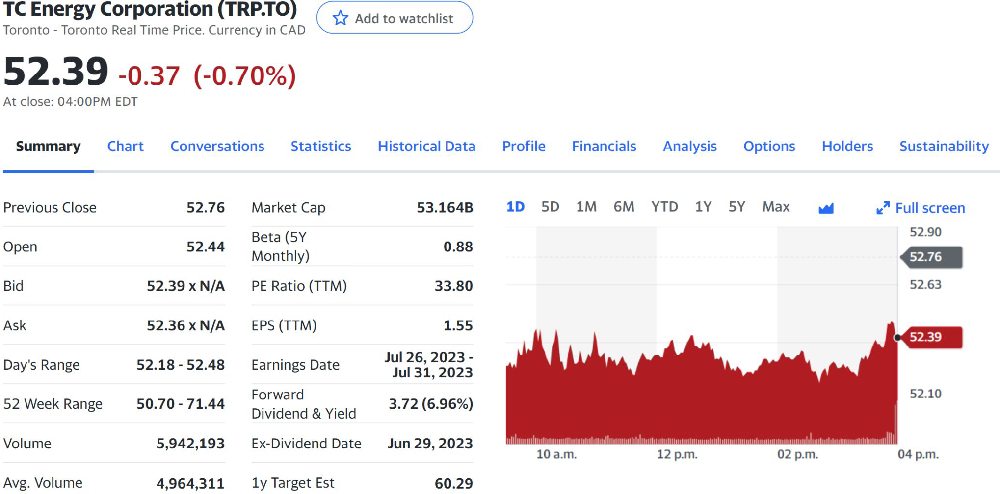 TC Energy Corporation (TRP.TO)
Add to watchlist
Toronto - Toronto Real Time Price. Currency in CAD
52.39 -0.37 (-0.70%)
At close: 04:00PM EDT
Summary Chart Conversations Statistics Historical Data Profile Financials Analysis Options Holders Sustainability
Previous Close 52.76
Open 52.44
Bid 52.39 x N/A
Ask 52.36 x N/A
Day's Range 52.18 - 52.48
52 Week Range 50.70 - 71.44
Volume 5,942,193
Avg. Volume 4,964,311
Market Cap 53.164B
Beta (5Y
Monthly) 0.88
PE Ratio (TTM) 33.80
EPS (TTM) 1.55
Earnings Date Jul 26, 2023 -
Jul 31, 2023
Forward
Dividend & Yield 3.72 (6.96%)
Ex-Dividend Date Jun 29, 2023
1y Target Est 60.29
1D 5D 1M 6M YTD 1Y 5Y Max Full screen
52.90
52.76
52.63
52.39
52.10
10 a.m. 12 p.m. 02 p.m. 04 p.m.